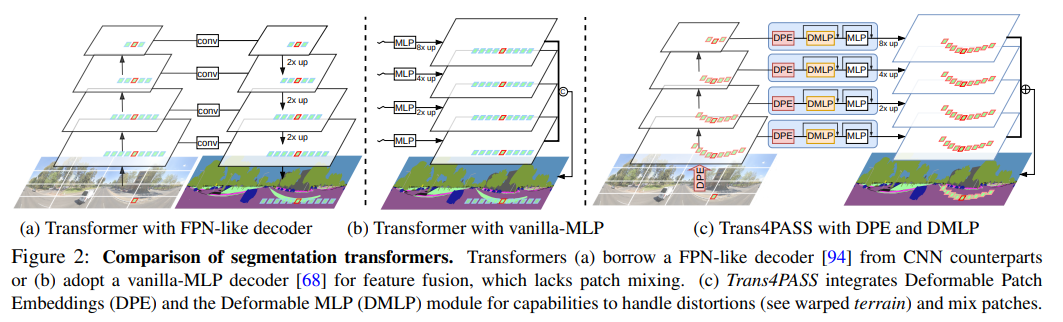 conv
conv
conv
conv
2x up
2x up
2x up
MLP
8x up
MLP
4x up
MLP
2x up
MLP
C
DPE
DMLP
MLP
8x up
DPE
DMLP
MLP
4x up
DPE
DMLP
MLP
2x up
DPE
DMLP
MLP
DPE
(a) Transformer with FPN-like decoder
(b) Transformer with vanilla-MLP
(c) Trans4PASS with DPE and DMLP
Figure 2: Comparison of segmentation transformers. Transformers (a) borrow a FPN-like decoder [94] from CNN counterparts
or (b) adopt a vanilla-MLP decoder [68] for feature fusion, which lacks patch mixing. (c) Trans4PASS integrates Deformable Patch
Embeddings (DPE) and the Deformable MLP (DMLP) module for capabilities to handle distortions (see warped terrain) and mix patches.